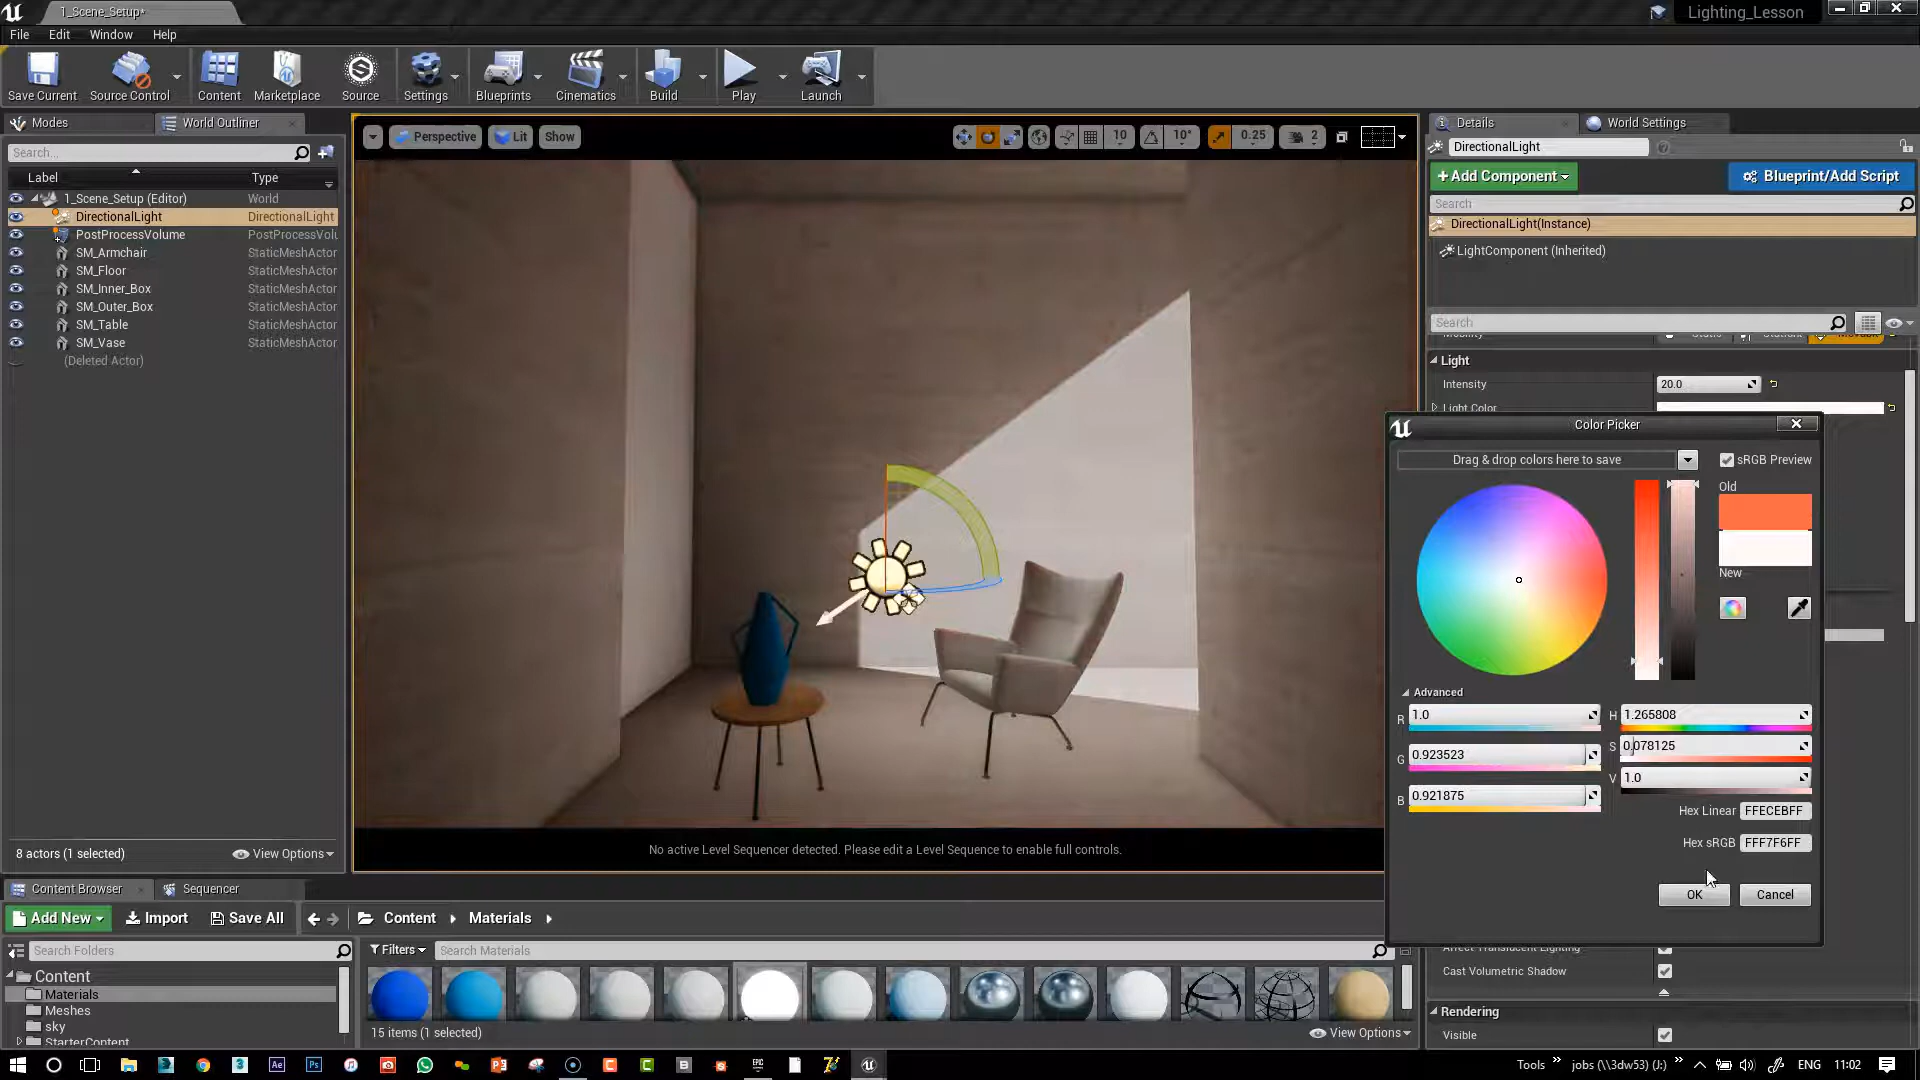 1_Scene_Setup*
Lighting_Lesson
File Edit Window Help
Save Current Source Control Content Marketplace Source Settings Blueprints Cinematics Build Play Launch
Modes World Outliner
Search...
Label Type
1_Scene_Setup (Editor) World
DirectionalLight DirectionalLight
PostProcessVolume PostProcessVolu
SM_Armchair StaticMeshActor
SM_Floor StaticMeshActor
SM_Inner_Box StaticMeshActor
SM_Outer_Box StaticMeshActor
SM_Table StaticMeshActor
SM_Vase StaticMeshActor
(Deleted Actor)
8 actors (1 selected) View Options
Perspective Lit Show 10 10° 0.25 2
No active Level Sequencer detected. Please edit a Level Sequence to enable full controls.
Details World Settings
DirectionalLight
+Add Component Blueprint/Add Script
Search
DirectionalLight(Instance)
LightComponent (Inherited)
Search
Light
Intensity 20.0
Light Color
Color Picker
Drag & drop colors here to save sRGB Preview
Old
New
Advanced
R 1.0 H 1.265808
G 0.923523 S 0.078125
B 0.921875 V 1.0
Hex Linear FFECEBFF
Hex sRGB FFF7F6FF
OK Cancel
Affect Translucent Lighting
Cast Volumetric Shadow
Rendering
Visible
Content Browser Sequencer
Add New Import Save All Content Materials
Search Folders
Filters Search Materials
Content
Materials
Meshes
sky
StarterContent
15 items (1 selected) View Options
Tools jobs (\\3dw53) (J:) ENG 11:02